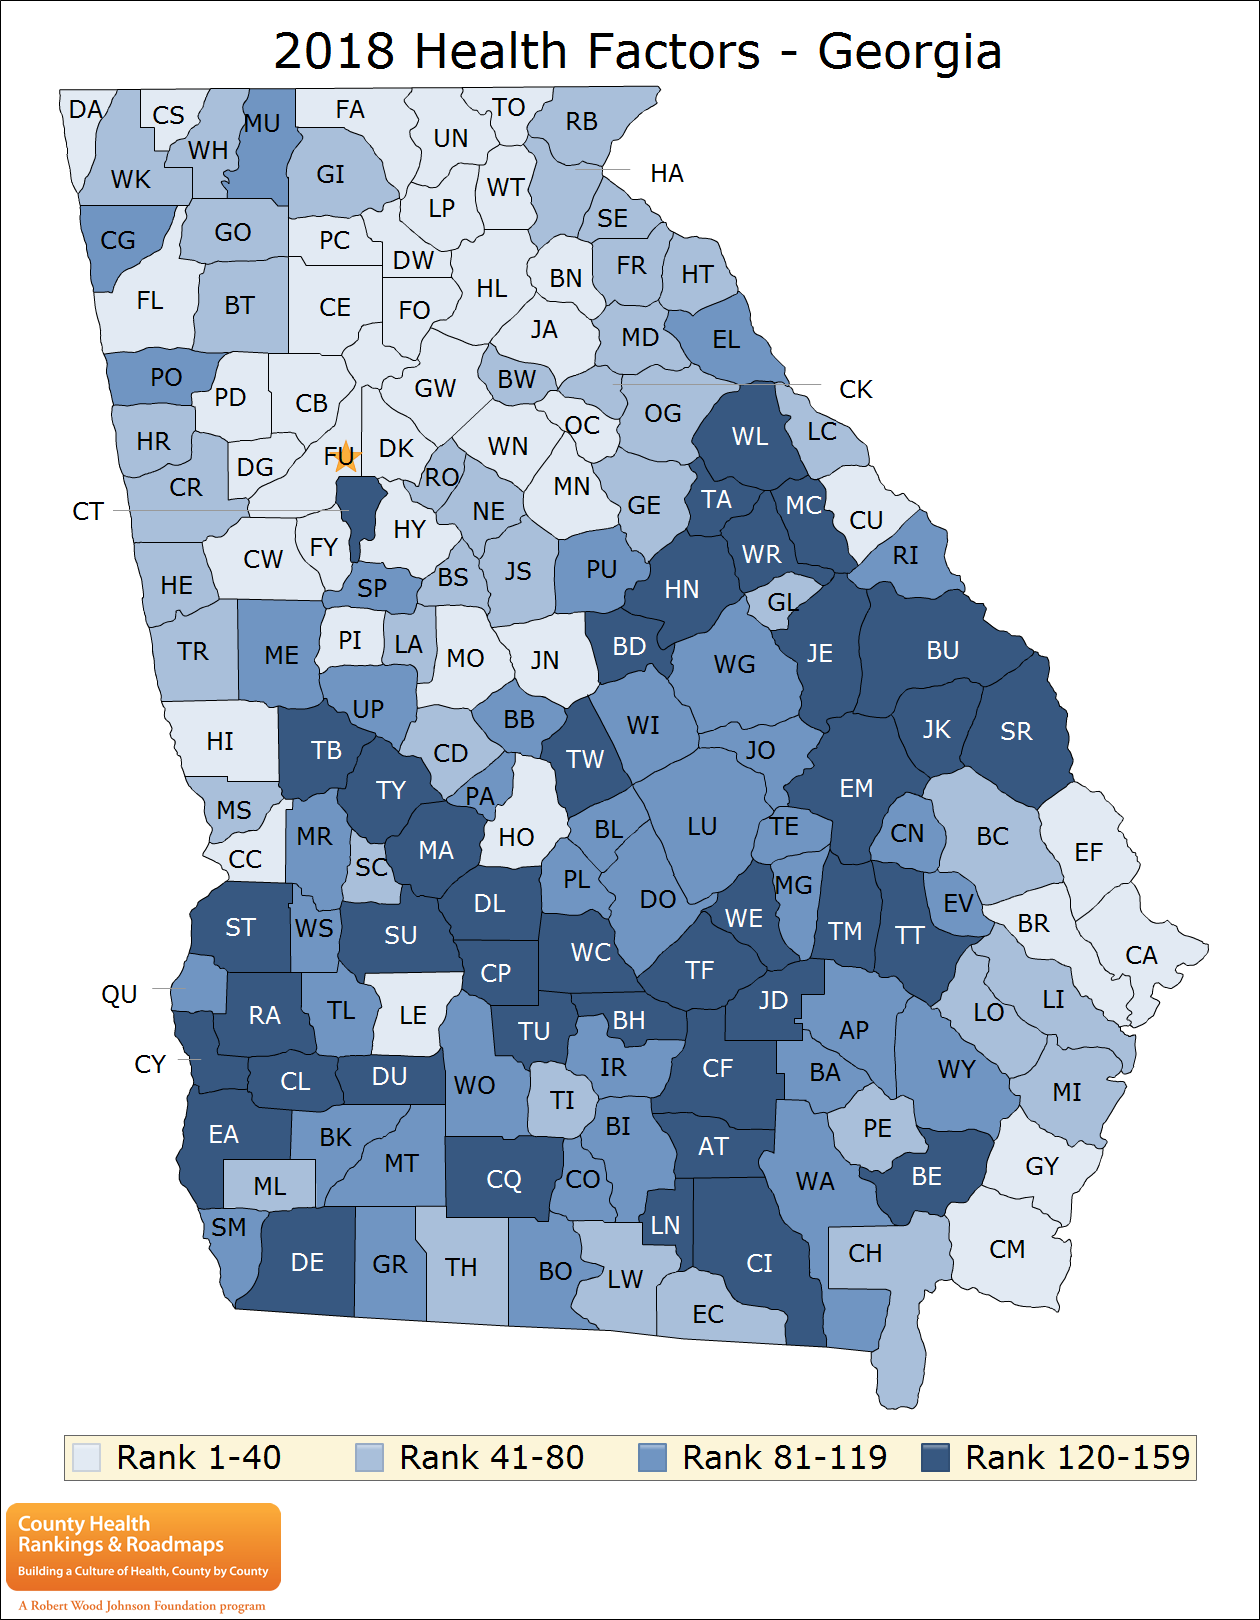 2018 Health Factors - Georgia
DA CS MU FA UN TO RB
WH WK GI WT HA
LP SE
CG GO PC DW FR HT
FL BT CE FO HL BN
JA MD EL
PO PD CB GW BW CK
HR OC OG WL LC
FU DK WN
DG CR RO MN GE TA MC CU
CT NE HY
CW FY WR RI
HE SP BS JS PU HN GL
TR ME PI LA MO JN BD WG JE BU
UP BB WI JK SR
HI TB CD TW JO
TY PA EM
MS MR HO BL LU TE CN BC
CC SC MA EF
PL DO MG
ST WS SU DL WE TM TT EV BR
WC CA
CP TF
QU RA TL LE JD LO LI
TU BH AP
CY CL DU WO IR CF BA WY MI
TI
EA BK BI PE
MT AT GY
ML CQ CO WA BE
SM LN
DE GR TH BO LW CI CH CM
EC
Rank 1-40 Rank 41-80 Rank 81-119 Rank 120-159
County Health
Rankings & Roadmaps
Building a Culture of Health, County by County
A Robert Wood Johnson Foundation program